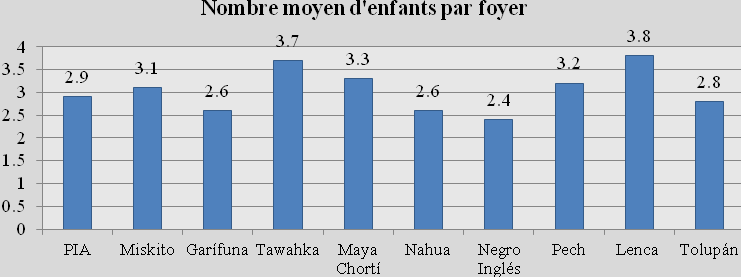 Nombre moyen d'enfants par foyer
4
3.5
3
2.5
2
1.5
1
0.5
0
2.9
3.1
2.6
3.7
3.3
2.6
2.4
3.2
3.8
2.8
PIA
Miskito
Garífuna
Tawahka
Maya
Chortí
Nahua
Negro
Inglés
Pech
Lenca
Tolupán